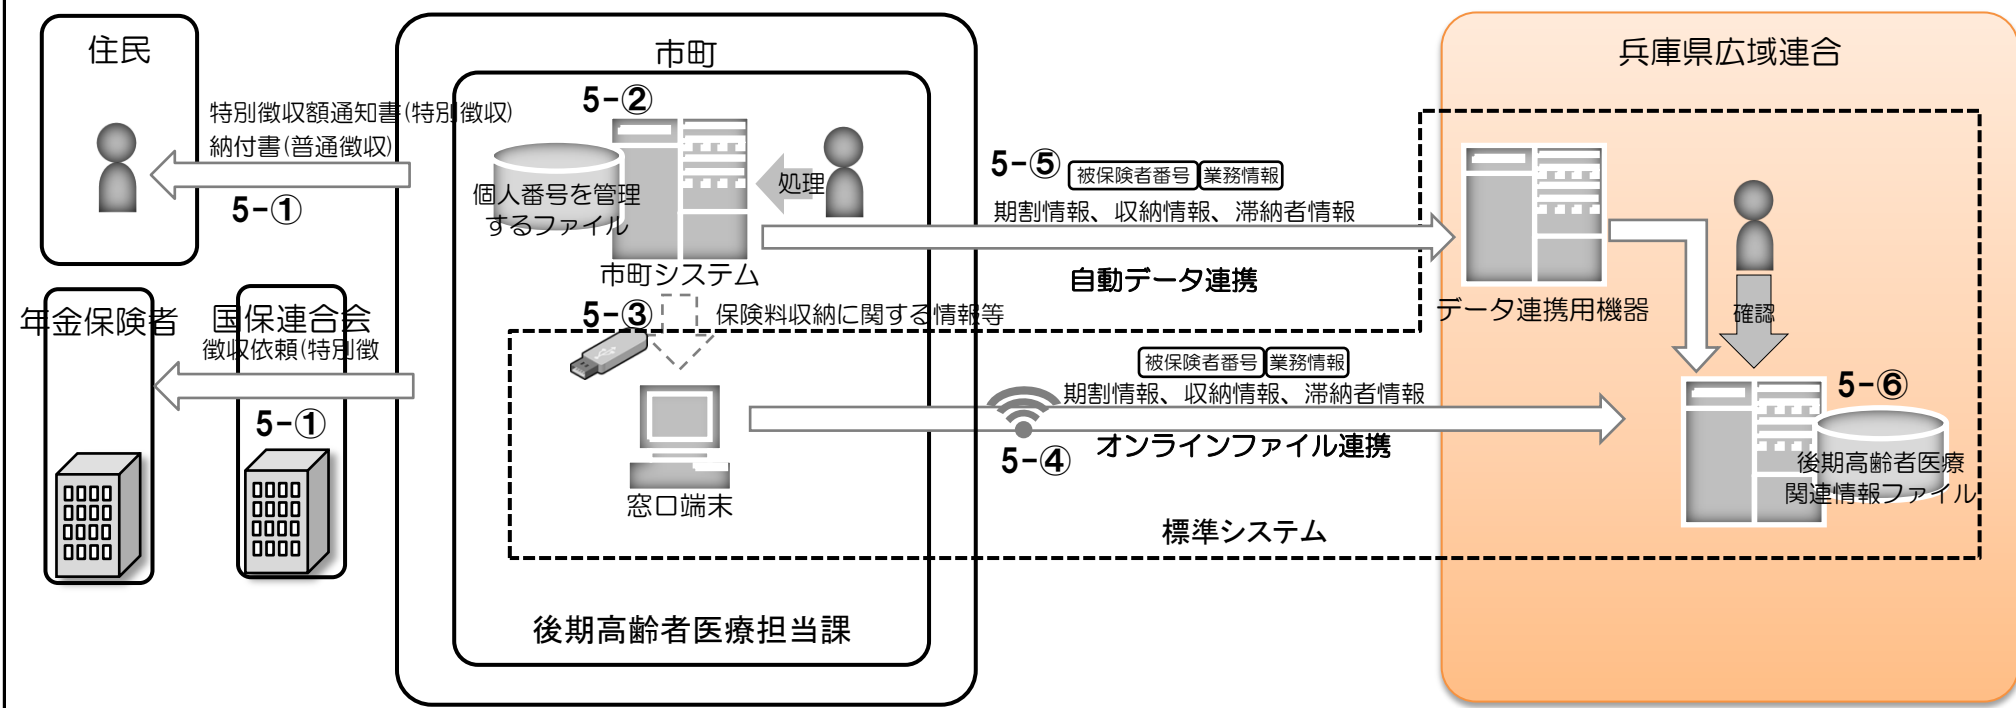 住民
特別徴収額通知書(特別徴収)
納付書(普通徴収)
5-①
年金保険者
国保連合会
徴収依頼(特別徴
5-①
市町
5-②
個人番号を管理
するファイル
処理
市町システム
5-③
保険料収納に関する情報等
窓口端末
後期高齢者医療担当課
5-⑤
被保険者番号 業務情報
期割情報、収納情報、滞納者情報
自動データ連携
被保険者番号 業務情報
期割情報、収納情報、滞納者情報
5-④
オンラインファイル連携
標準システム
兵庫県広域連合
データ連携用機器
確認
5-⑥
後期高齢者医療
関連情報ファイル